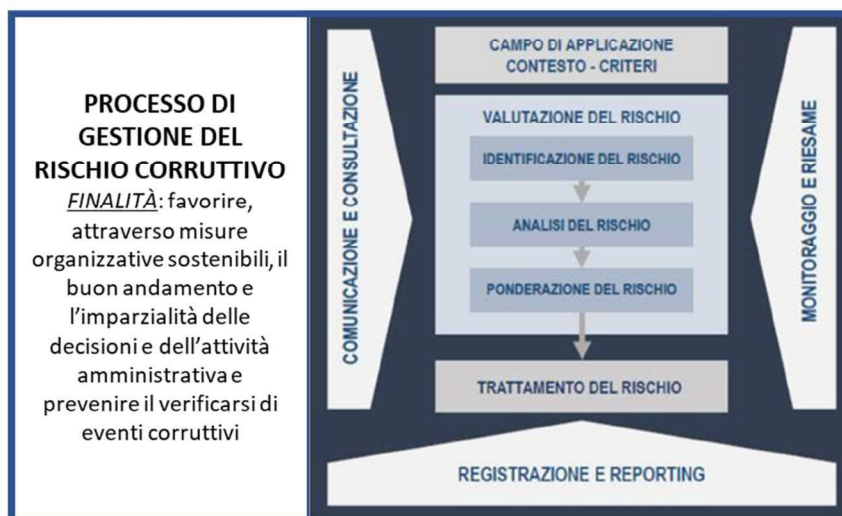 PROCESSO DI
GESTIONE DEL
RISCHIO CORRUTTIVO
FINALITÀ: favorire,
attraverso misure
organizzative sostenibili, il
buon andamento e
l’imparzialità delle
decisioni e dell’attività
amministrativa e
prevenire il verificarsi di
eventi corruttivi
COMUNICAZIONE E CONSULTAZIONE
CAMPO DI APPLICAZIONE
CONTESTO - CRITERI
VALUTAZIONE DEL RISCHIO
IDENTIFICAZIONE DEL RISCHIO
ANALISI DEL RISCHIO
PONDERAZIONE DEL RISCHIO
TRATTAMENTO DEL RISCHIO
MONITORAGGIO E RIESAME
REGISTRAZIONE E REPORTING